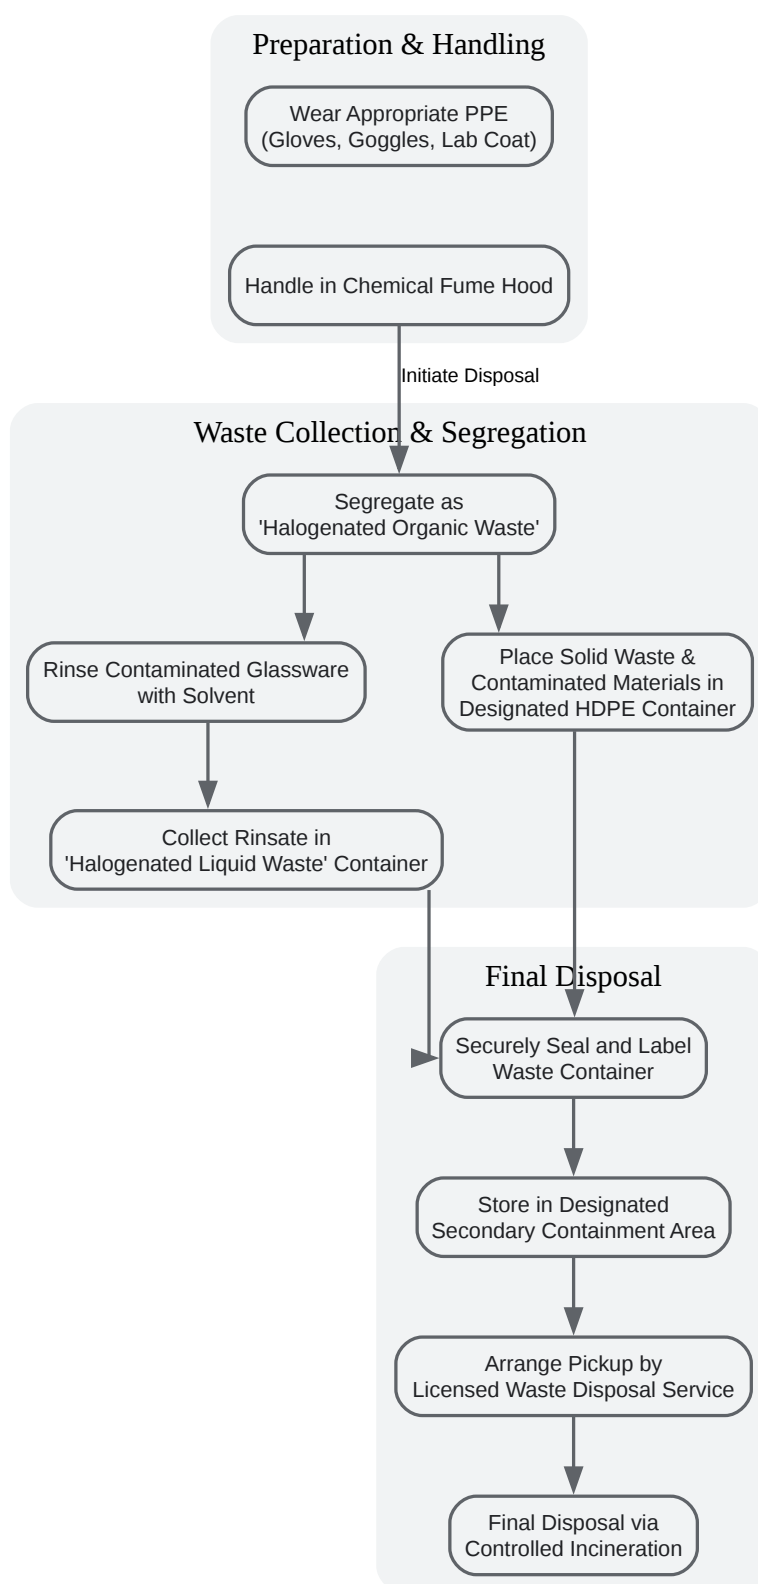 Preparation & Handling
Wear Appropriate PPE
(Gloves, Goggles, Lab Coat)
Handle in Chemical Fume Hood
Initiate Disposal
Waste Collection & Segregation
Segregate as
'Halogenated Organic Waste'
Rinse Contaminated Glassware
with Solvent
Place Solid Waste &
Contaminated Materials in
Designated HDPE Container
Collect Rinsate in
'Halogenated Liquid Waste' Container
Final Disposal
Securely Seal and Label
Waste Container
Store in Designated
Secondary Containment Area
Arrange Pickup by
Licensed Waste Disposal Service
Final Disposal via
Controlled Incineration